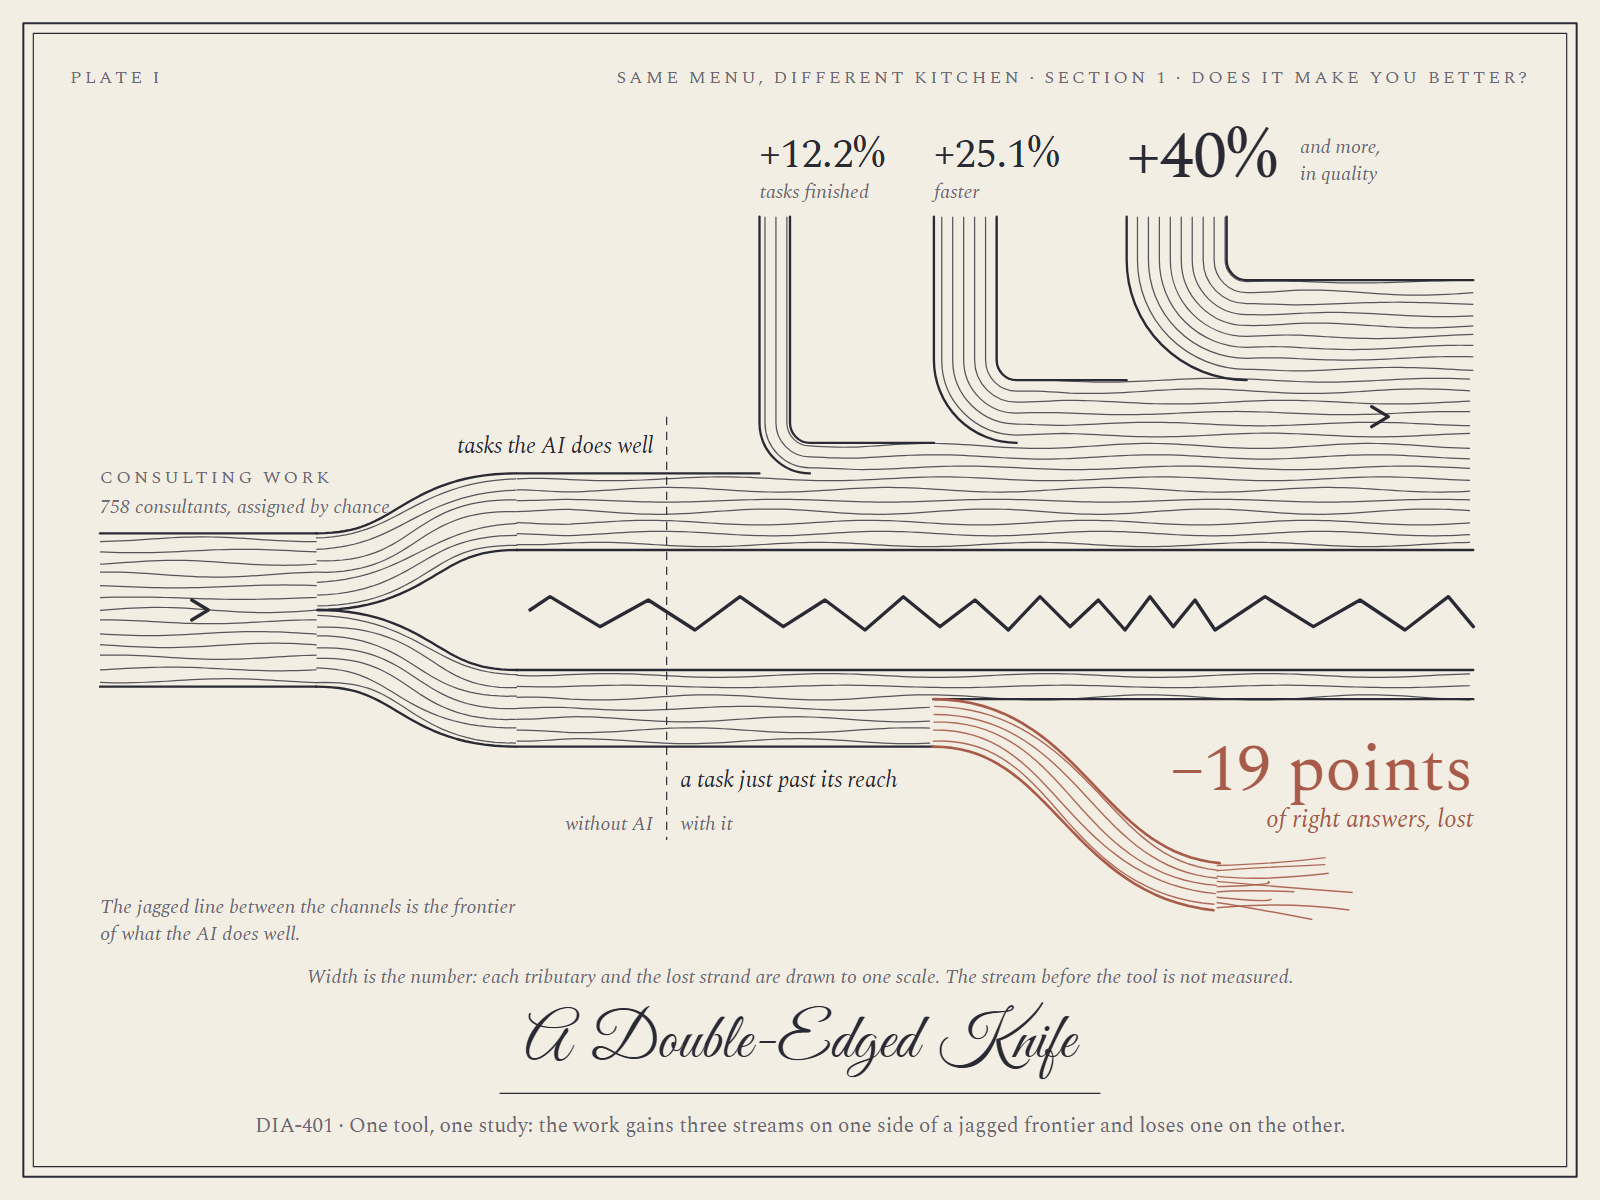 PLATE I
SAME MENU, DIFFERENT KITCHEN · SECTION 1 · DOES IT MAKE YOU BETTER?
+12.2%
tasks finished
+25.1%
faster
+40%
and more,
in quality
tasks the AI does well
CONSULTING WORK
758 consultants, assigned by chance
−19 points
of right answers, lost
a task just past its reach
without AI
with it
The jagged line between the channels is the frontier
of what the AI does well.
Width is the number: each tributary and the lost strand are drawn to one scale. The stream before the tool is not measured.
A Double-Edged Knife
DIA-401 · One tool, one study: the work gains three streams on one side of a jagged frontier and loses one on the other.